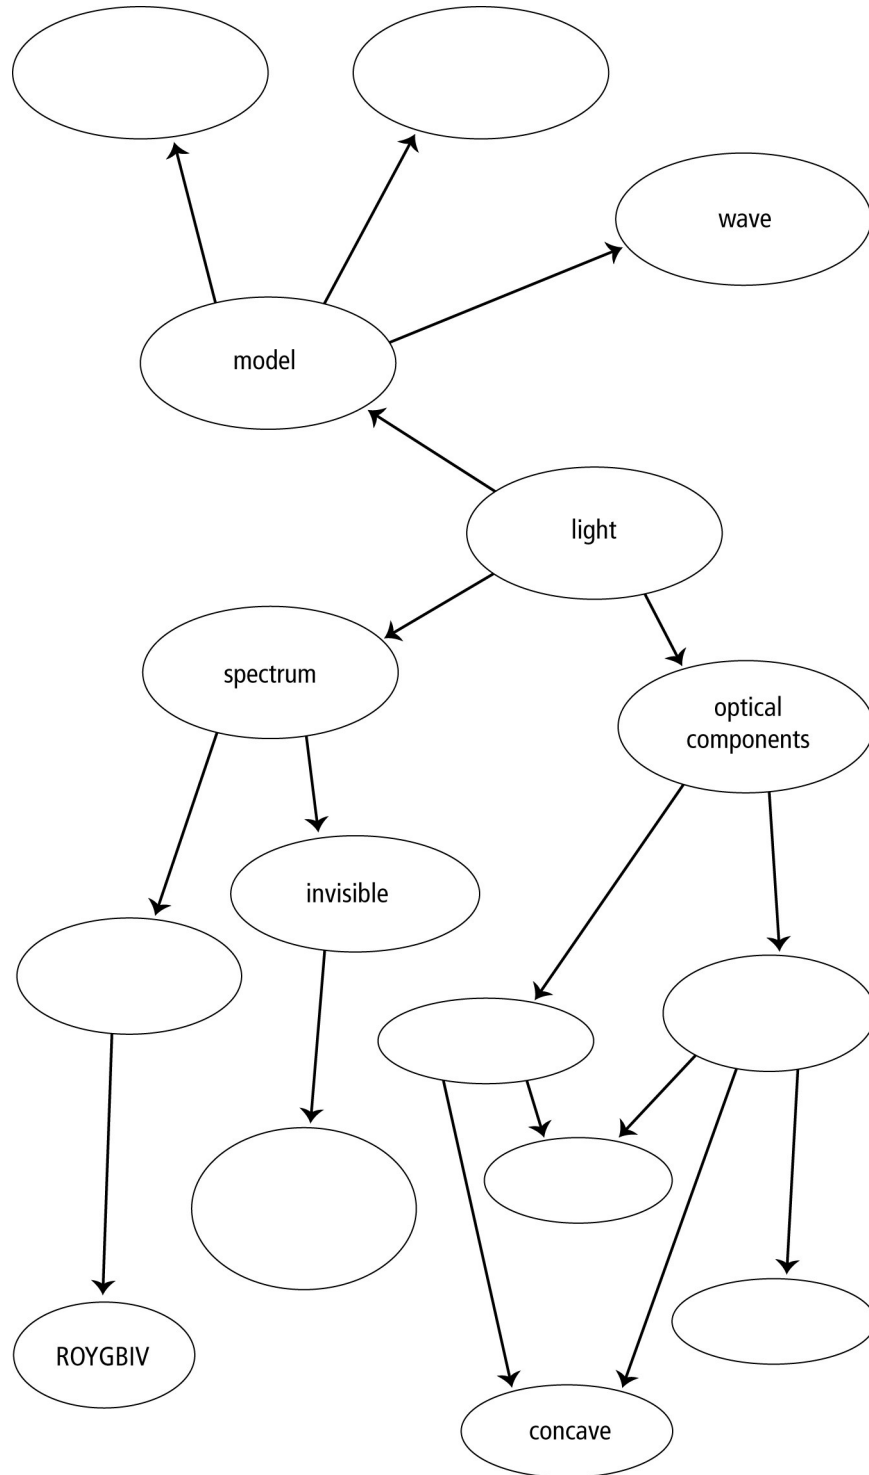 wave
model
light
spectrum
optical
components
invisible
ROYGBIV
concave